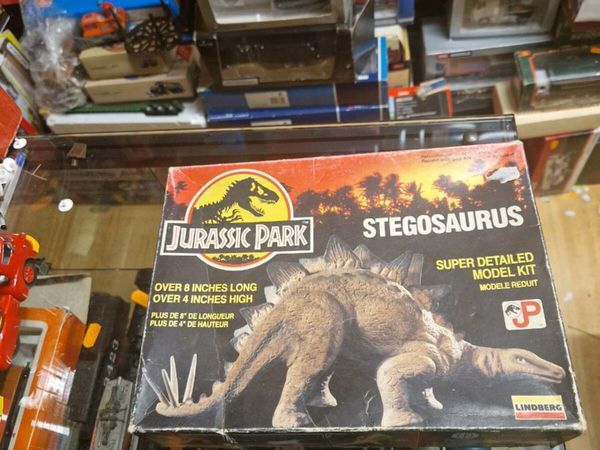 JURASSIC PARK
STEGOSAURUS
SUPER DETAILED
MODEL KIT
MODELE REDUIT
OVER 8 INCHES LONG
OVER 4 INCHES HIGH
PLUS DE 8" DE LONGUEUR
PLUS DE 4" DE HAUTEUR
JP
LINDBERG